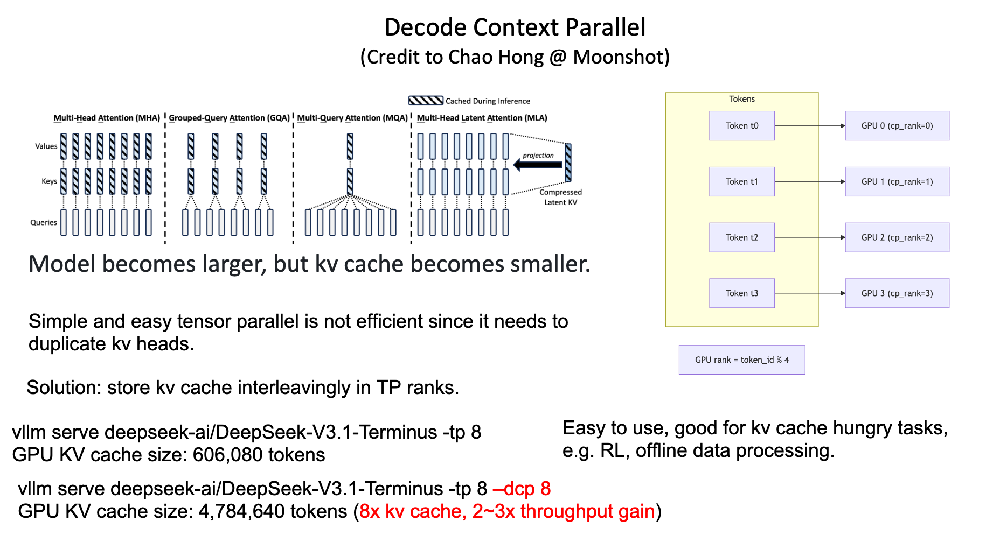 Decode Context Parallel
(Credit to Chao Hong @ Moonshot)
Cached During Inference
Multi-Head Attention (MHA)
Grouped-Query Attention (GQA)
Multi-Query Attention (MQA)
Multi-Head Latent Attention (MLA)
Values
Keys
Queries
projection
Compressed
Latent KV
Model becomes larger, but kv cache becomes smaller.
Simple and easy tensor parallel is not efficient since it needs to
duplicate kv heads.
Solution: store kv cache interleavingly in TP ranks.
vllm serve deepseek-ai/DeepSeek-V3.1-Terminus -tp 8
GPU KV cache size: 606,080 tokens
vllm serve deepseek-ai/DeepSeek-V3.1-Terminus -tp 8 –dcp 8
GPU KV cache size: 4,784,640 tokens (8x kv cache, 2~3x throughput gain)
Tokens
Token t0
GPU 0 (cp_rank=0)
Token t1
GPU 1 (cp_rank=1)
Token t2
GPU 2 (cp_rank=2)
Token t3
GPU 3 (cp_rank=3)
GPU rank = token_id % 4
Easy to use, good for kv cache hungry tasks,
e.g. RL, offline data processing.